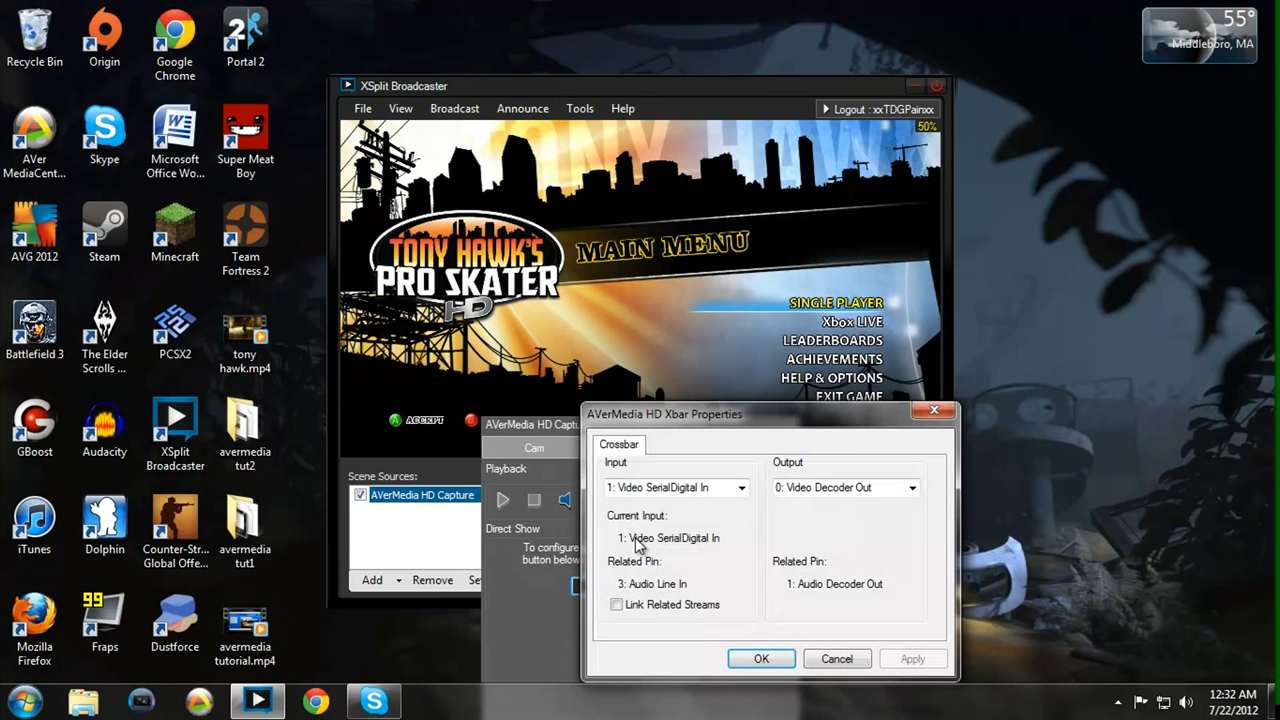 Recycle Bin
Origin
Google
Chrome
2
Portal 2
55°
Middleboro, MA
AVer
MediaCent...
Skype
Microsoft
Office Wo...
Super Meat
Boy
AVG 2012
Steam
Minecraft
Team
Fortress 2
Battlefield 3
The Elder
Scrolls ...
PCSX2
tony
hawk.mp4
GBoost
Audacity
XSplit
Broadcaster
avermedia
tut2
iTunes
Dolphin
Counter-Str...
Global Offe...
avermedia
tut1
Mozilla
Firefox
99
Fraps
Dustforce
avermedia
tutorial.mp4
XSplit Broadcaster
File
View
Broadcast
Announce
Tools
Help
Logout : xxTDGPainxx
50%
TONY HAWK'S
PRO SKATER
HD
MAIN MENU
SINGLE PLAYER
Xbox LIVE
LEADERBOARDS
ACHIEVEMENTS
HELP & OPTIONS
EXIT GAME
A ACCEPT
Scene Sources:
AVerMedia HD Capture
Add
Remove
Se
AVerMedia HD Captu
Cam
Playback
Direct Show
To configure
button below
AVerMedia HD Xbar Properties
Crossbar
Input
1: Video SerialDigital In
Current Input:
1: Video SerialDigital In
Related Pin:
3: Audio Line In
Link Related Streams
Output
0: Video Decoder Out
Related Pin:
1: Audio Decoder Out
OK
Cancel
Apply
12:32 AM
7/22/2012